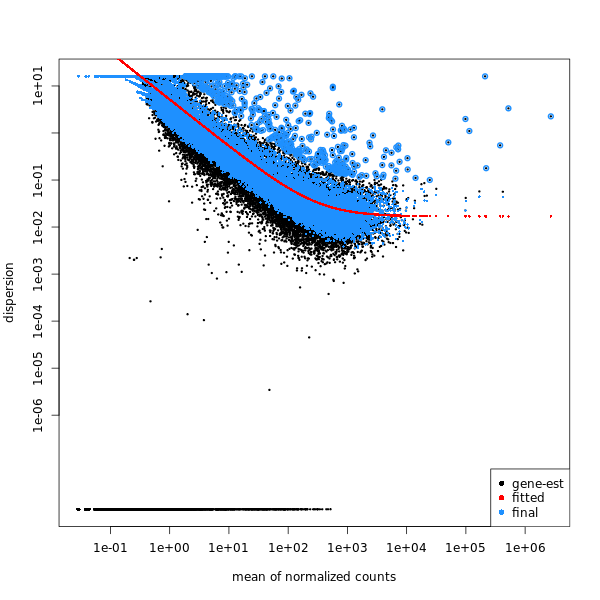 1e+01
1e-01
1e-02
1e-03
1e-04
1e-05
1e-06
dispersion
gene-est
fitted
final
1e-01 1e+00 1e+01 1e+02 1e+03 1e+04 1e+05 1e+06
mean of normalized counts